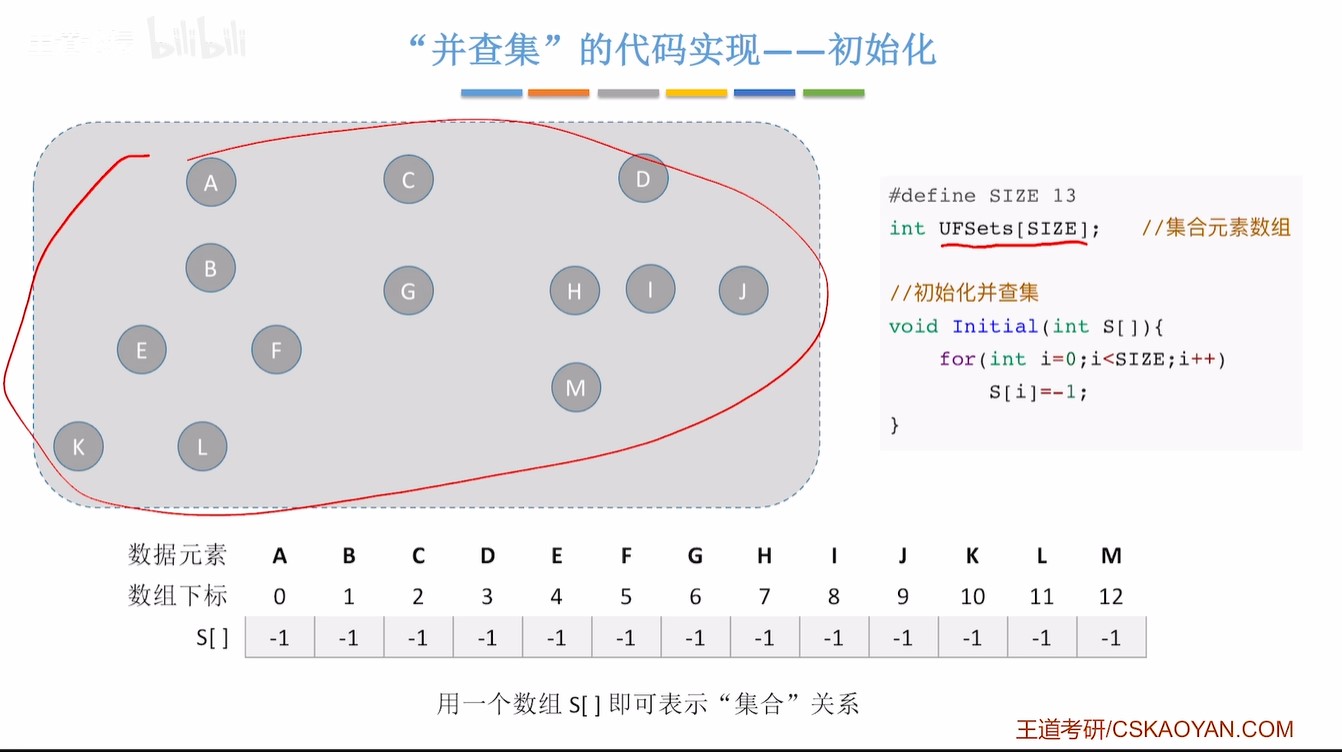 bilibili
“并查集”的代码实现——初始化
A C D
B
G H I J
E F
M
K L
#define SIZE 13
int UFSets[SIZE]; //集合元素数组
//初始化并查集
void Initial(int S[]){
for(int i=0;i<SIZE;i++)
S[i]=-1;
}
数据元素 A B C D E F G H I J K L M
数组下标 0 1 2 3 4 5 6 7 8 9 10 11 12
S[ ] -1 -1 -1 -1 -1 -1 -1 -1 -1 -1 -1 -1 -1
用一个数组 S[ ] 即可表示“集合”关系
王道考研/CSKAOYAN.COM